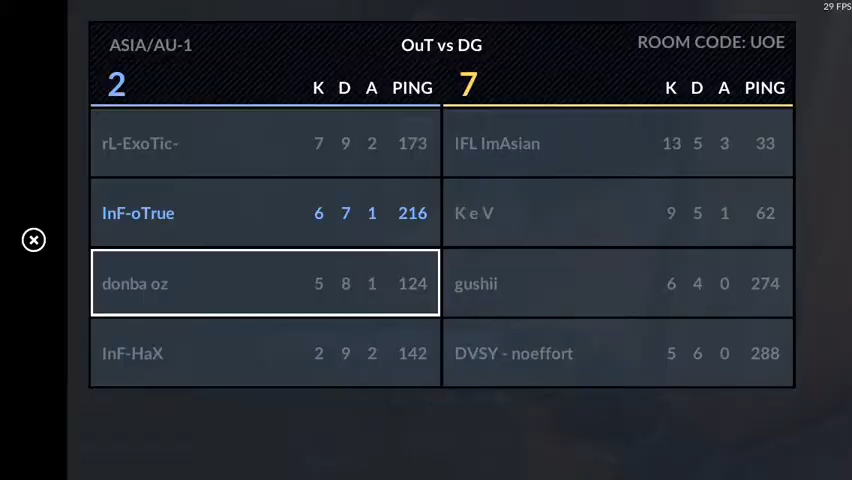 29 FPS
ASIA/AU-1 OuT vs DG ROOM CODE: UOE
2 K D A PING 7 K D A PING
rL-ExoTic- 7 9 2 173 IFL ImAsian 13 5 3 33
InF-oTrue 6 7 1 216 K e V 9 5 1 62
donba oz 5 8 1 124 gushii 6 4 0 274
InF-HaX 2 9 2 142 DVSY - noeffort 5 6 0 288